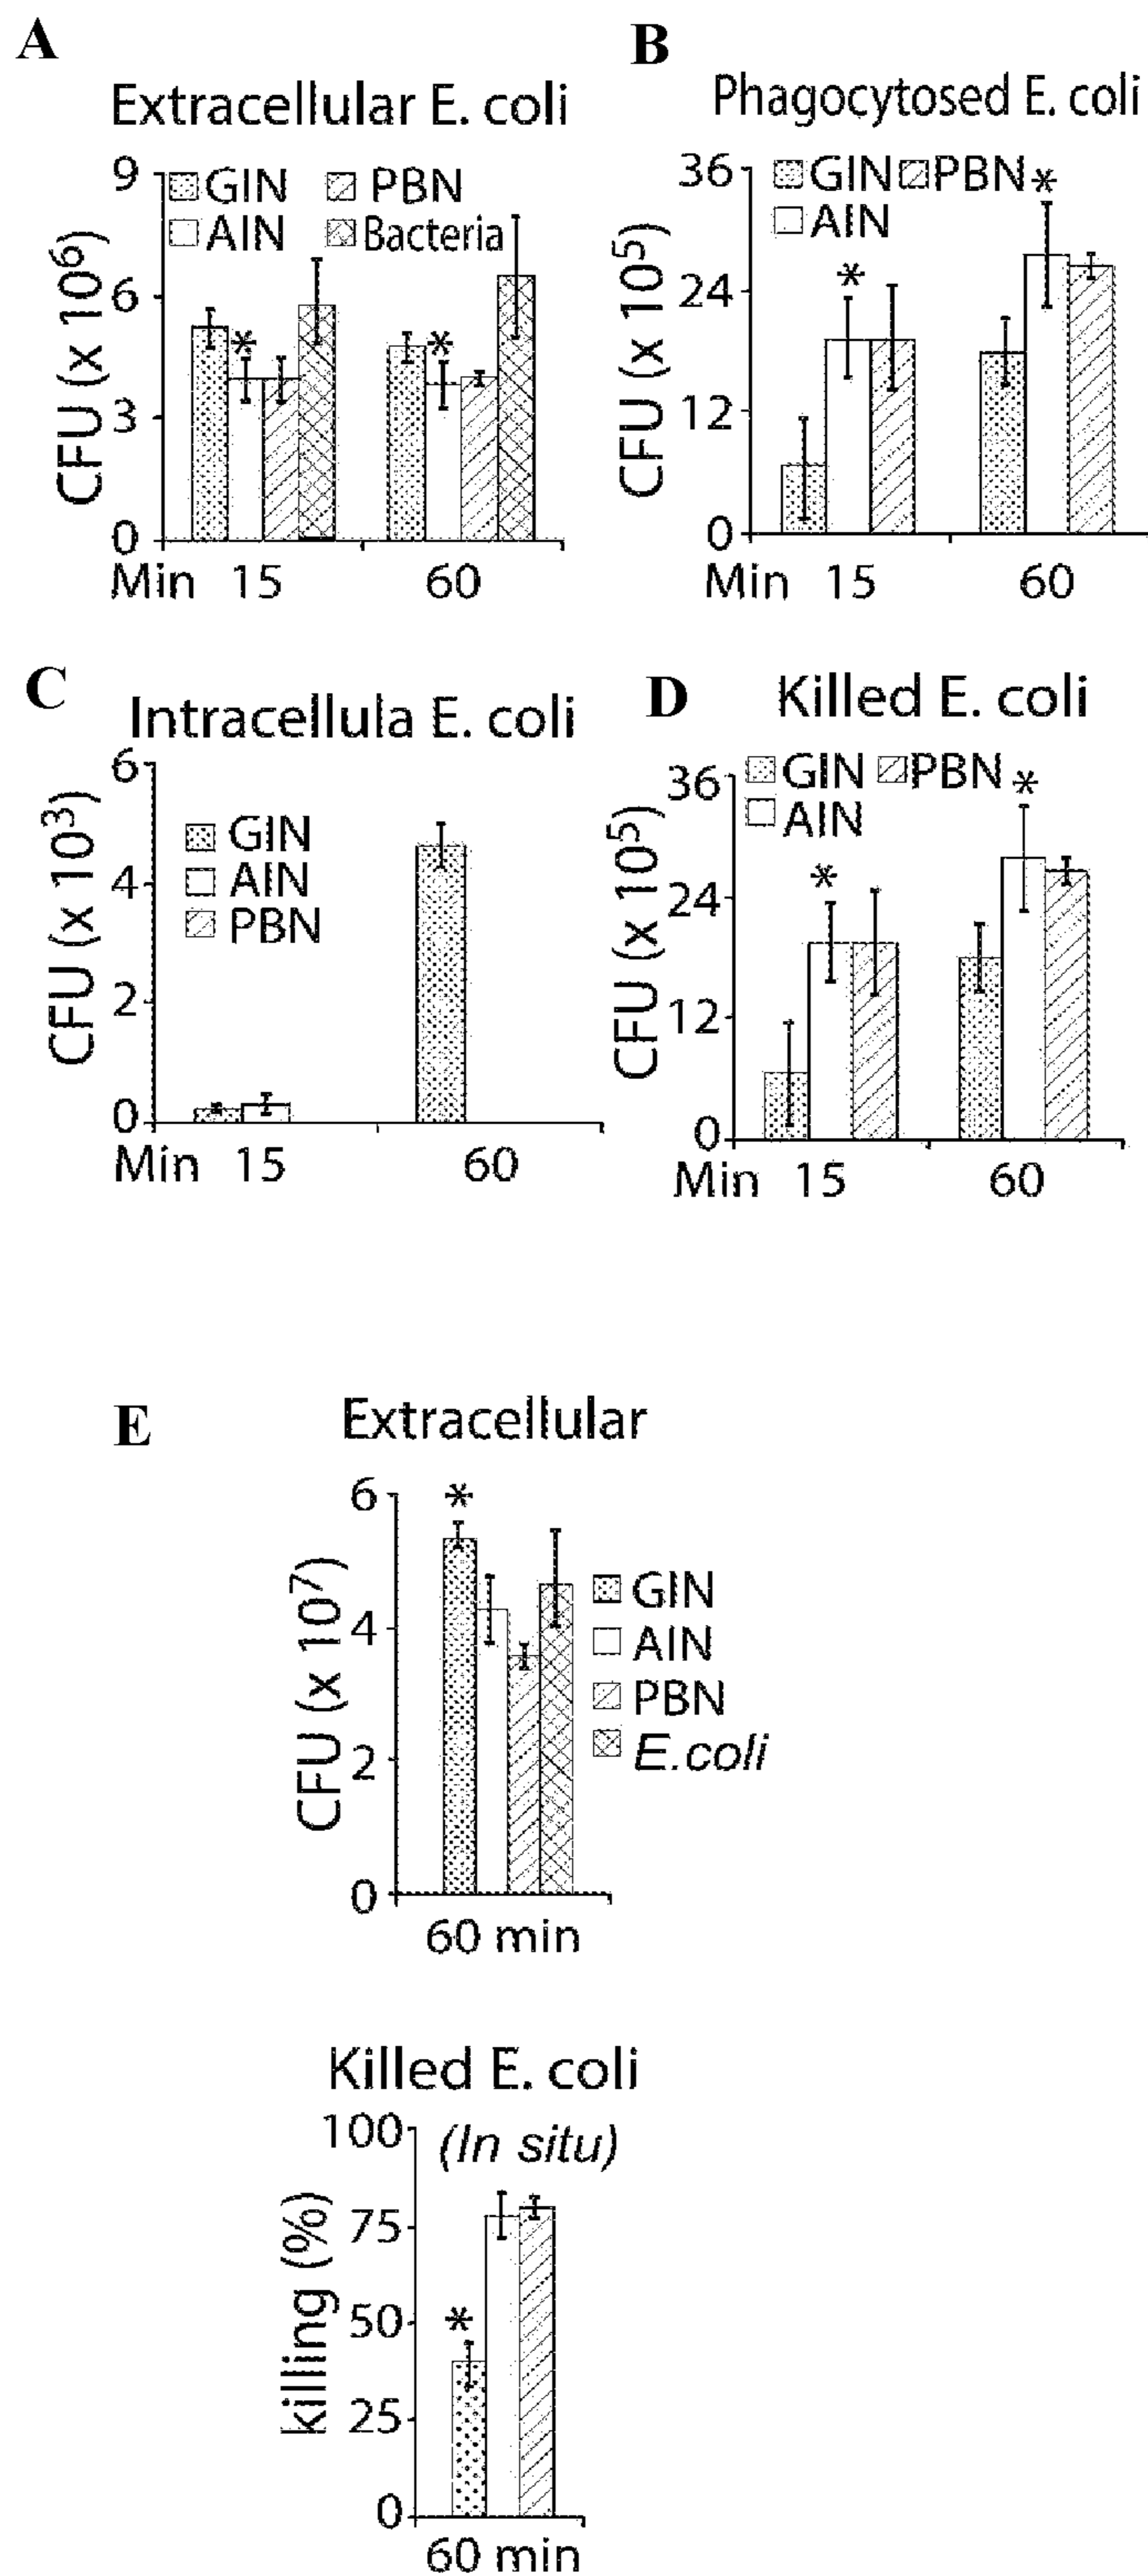 A
Extracellular E. coli
9
GIN PBN
AIN Bacteria
CFU (x 10⁶)
6
*
*
3
0
Min 15 60
B
Phagocytosed E. coli
36
GIN PBN *
AIN
CFU (x 10⁵)
*
24
12
0
Min 15 60
C
Intracellula E. coli
6
CFU (x 10³)
GIN
4
AIN
PBN
2
0
Min 15 60
D
Killed E. coli
36
GIN PBN *
AIN
CFU (x 10⁵)
*
24
12
0
Min 15 60
E
Extracellular
6
*
CFU (x 10⁷)
GIN
4
AIN
PBN
E.coli
2
0
60 min
Killed E. coli
100
(In situ)
killing (%)
75
50
*
25
0
60 min